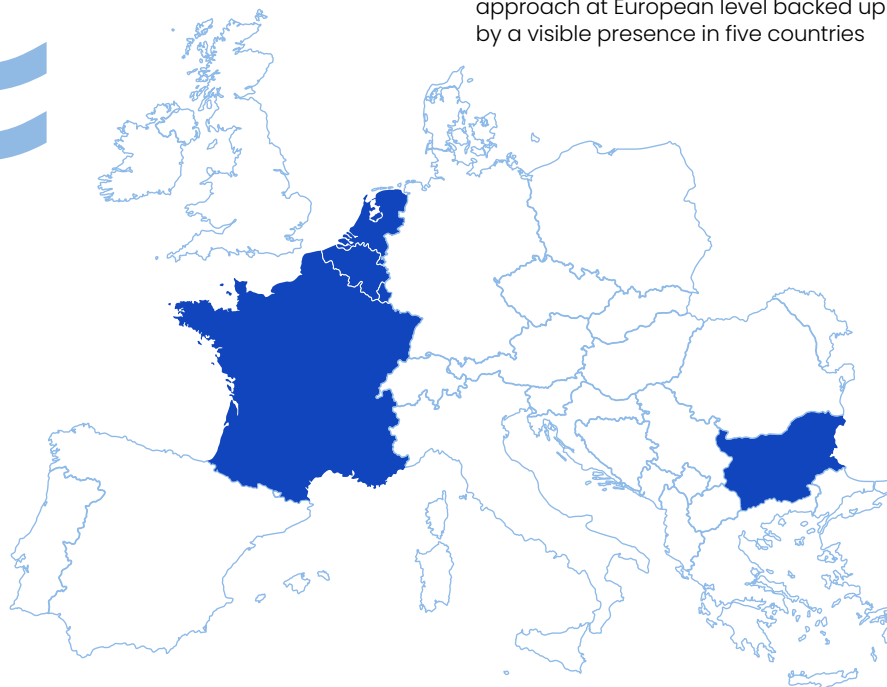 approach at European level backed up
by a visible presence in five countries